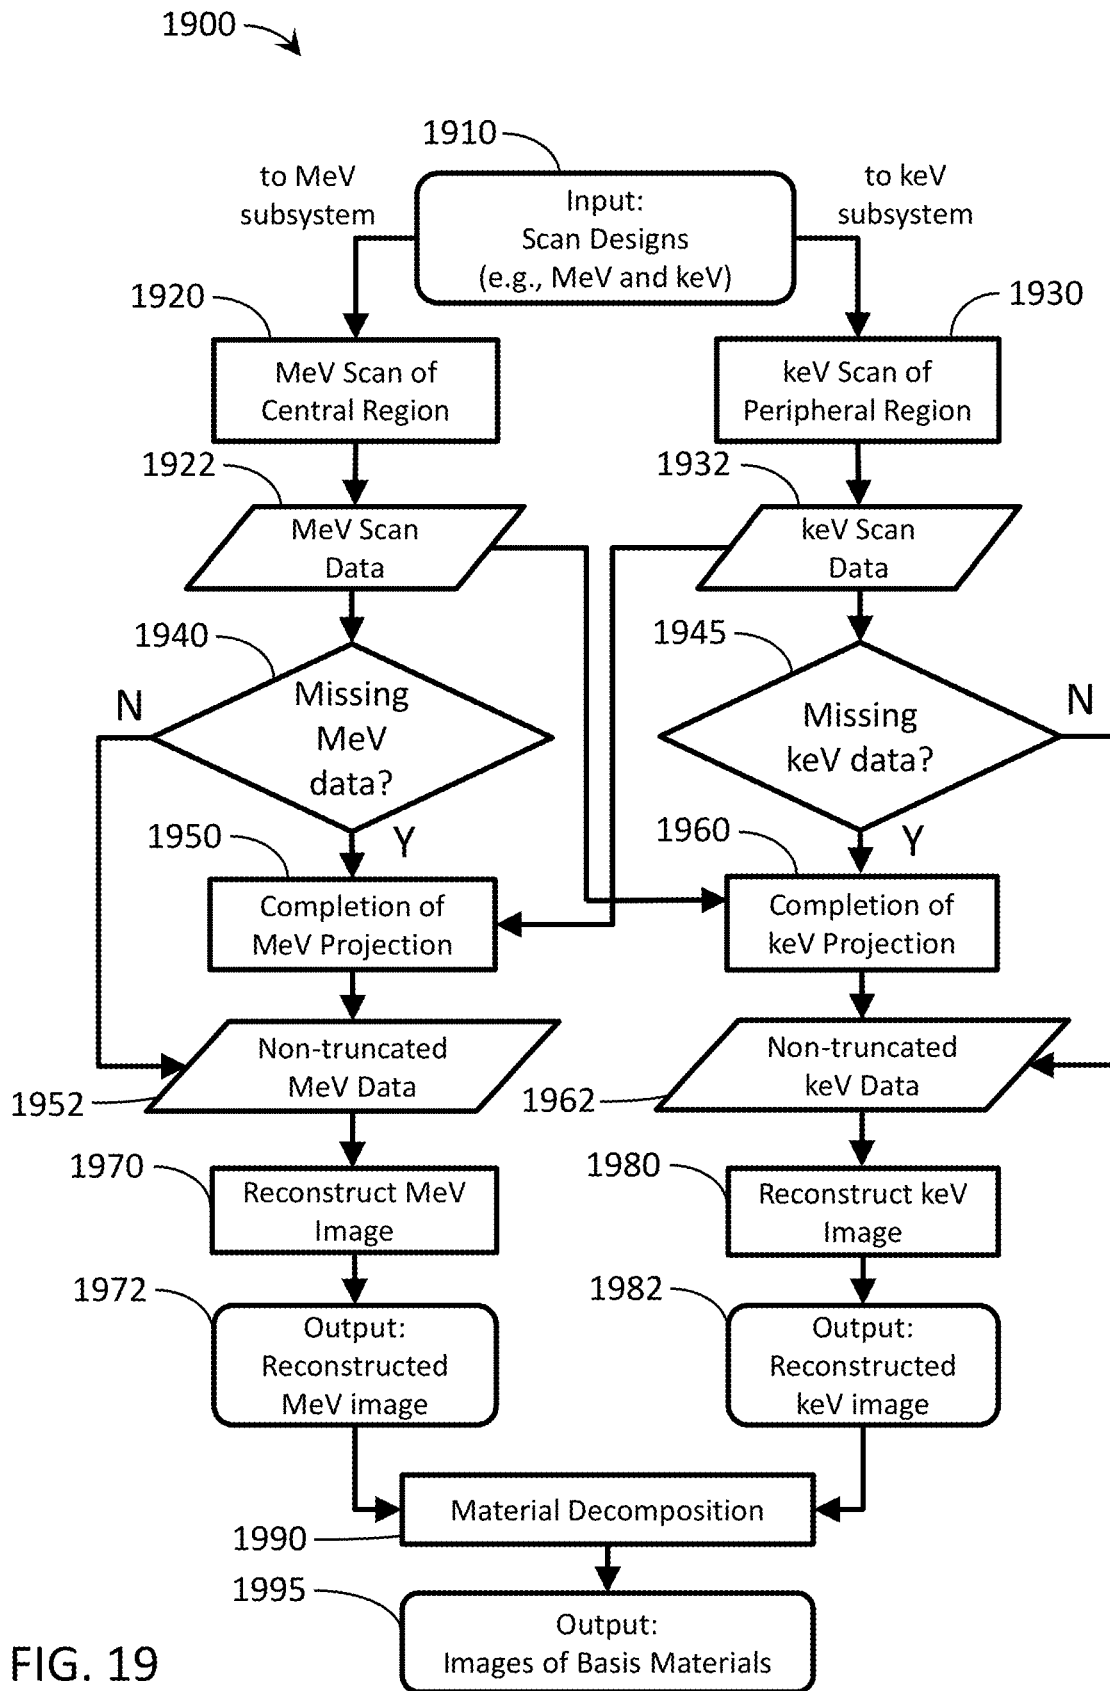 1900
1910
to MeV
subsystem
to keV
subsystem
Input:
Scan Designs
(e.g., MeV and keV)
1920
1930
MeV Scan of
Central Region
keV Scan of
Peripheral Region
1922
1932
MeV Scan
Data
keV Scan
Data
1940
1945
N
Missing
MeV
data?
Missing
keV data?
N
1950
Y
1960
Y
Completion of
MeV Projection
Completion of
keV Projection
Non-truncated
MeV Data
Non-truncated
keV Data
1952
1962
1970
1980
Reconstruct MeV
Image
Reconstruct keV
Image
1972
1982
Output:
Reconstructed
MeV image
Output:
Reconstructed
keV image
Material Decomposition
1990
1995
Output:
Images of Basis Materials
FIG. 19